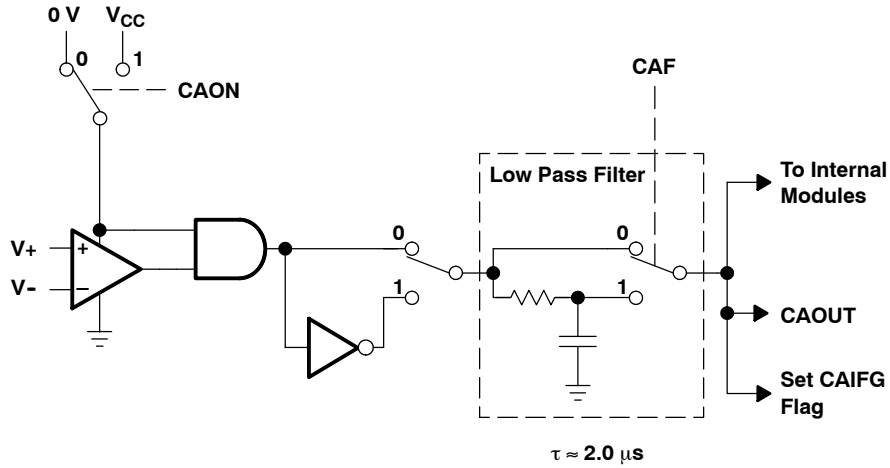 0 V
VCC
0
1
CAON
CAF
Low Pass Filter
To Internal
Modules
V+
+
V-
−
0
1
0
1
CAOUT
Set CAIFG
Flag
τ ≈ 2.0 μs